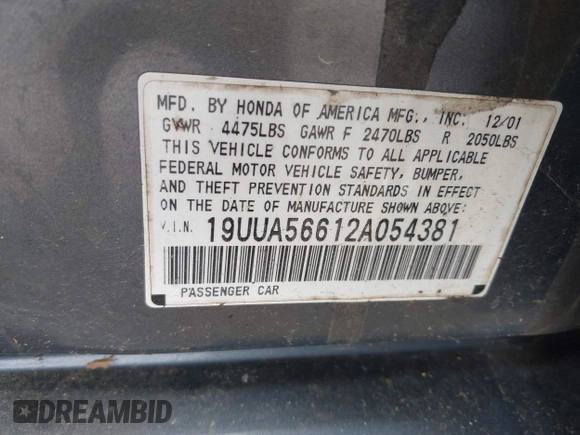 MFD. BY HONDA OF AMERICA MFG., INC. 12/01
GVWR 4475LBS GAWR F 2470LBS R 2050LBS
THIS VEHICLE CONFORMS TO ALL APPLICABLE
FEDERAL MOTOR VEHICLE SAFETY, BUMPER,
AND THEFT PREVENTION STANDARDS IN EFFECT
ON THE DATE OF MANUFACTURE SHOWN ABOVE:
V.I.N. 19UUA56612A054381
PASSENGER CAR
DREAMBID